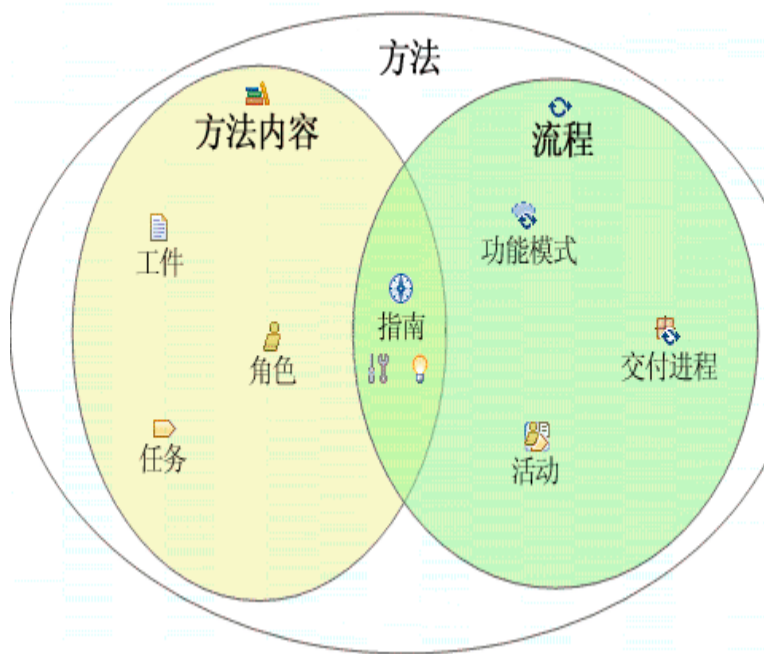 方法
方法内容
流程
工件
功能模式
指南
角色
交付进程
任务
活动